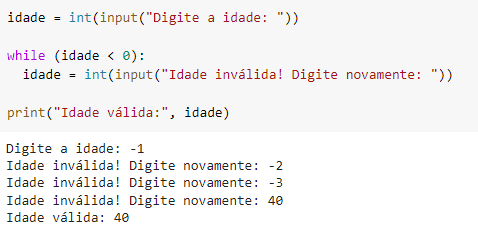 idade = int(input("Digite a idade: "))
while (idade < 0):
  idade = int(input("Idade inválida! Digite novamente: "))
print("Idade válida:", idade)
Digite a idade: -1
Idade inválida! Digite novamente: -2
Idade inválida! Digite novamente: -3
Idade inválida! Digite novamente: 40
Idade válida: 40